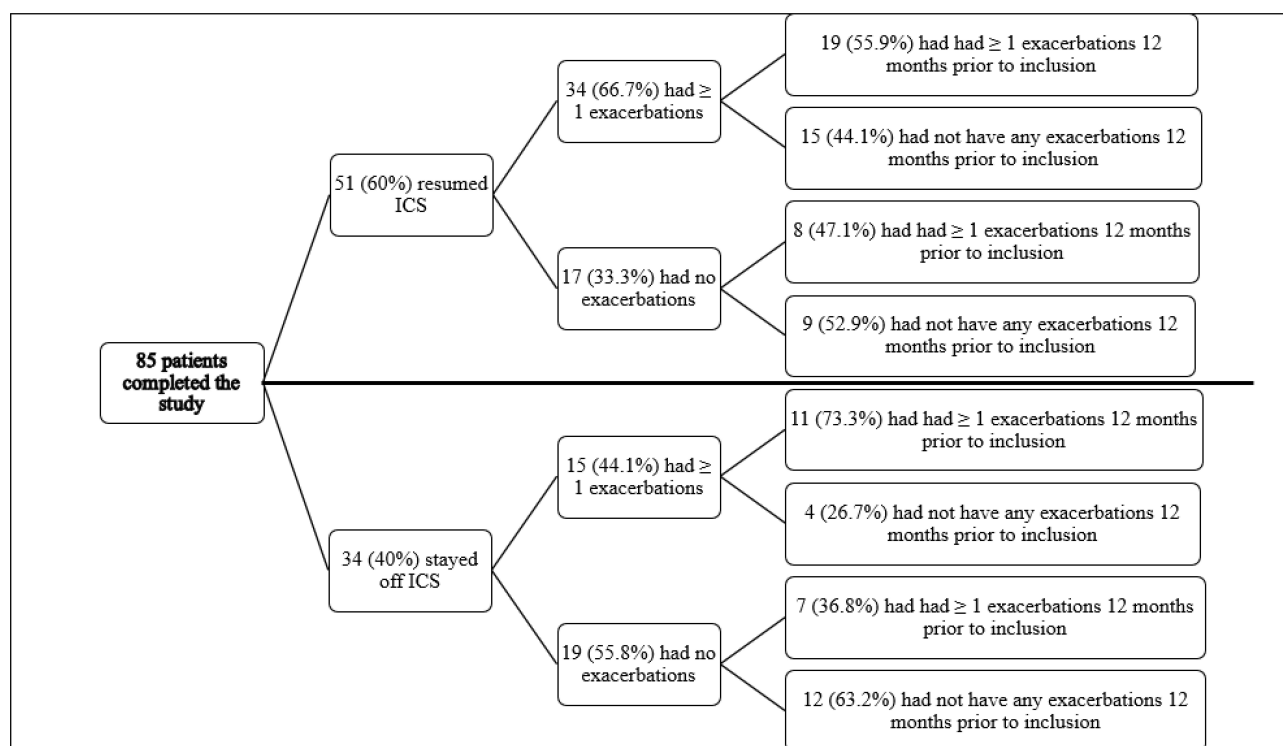 85 patients
completed the
study
51 (60%) resumed
ICS
34 (66.7%) had ≥
1 exacerbations
19 (55.9%) had had ≥ 1 exacerbations 12
months prior to inclusion
15 (44.1%) had not have any exacerbations 12
months prior to inclusion
17 (33.3%) had no
exacerbations
8 (47.1%) had had ≥ 1 exacerbations 12 months
prior to inclusion
9 (52.9%) had not have any exacerbations 12
months prior to inclusion
34 (40%) stayed
off ICS
15 (44.1%) had ≥
1 exacerbations
11 (73.3%) had had ≥ 1 exacerbations 12 months
prior to inclusion
4 (26.7%) had not have any exacerbations 12
months prior to inclusion
19 (55.8%) had no
exacerbations
7 (36.8%) had had ≥ 1 exacerbations 12 months
prior to inclusion
12 (63.2%) had not have any exacerbations 12
months prior to inclusion